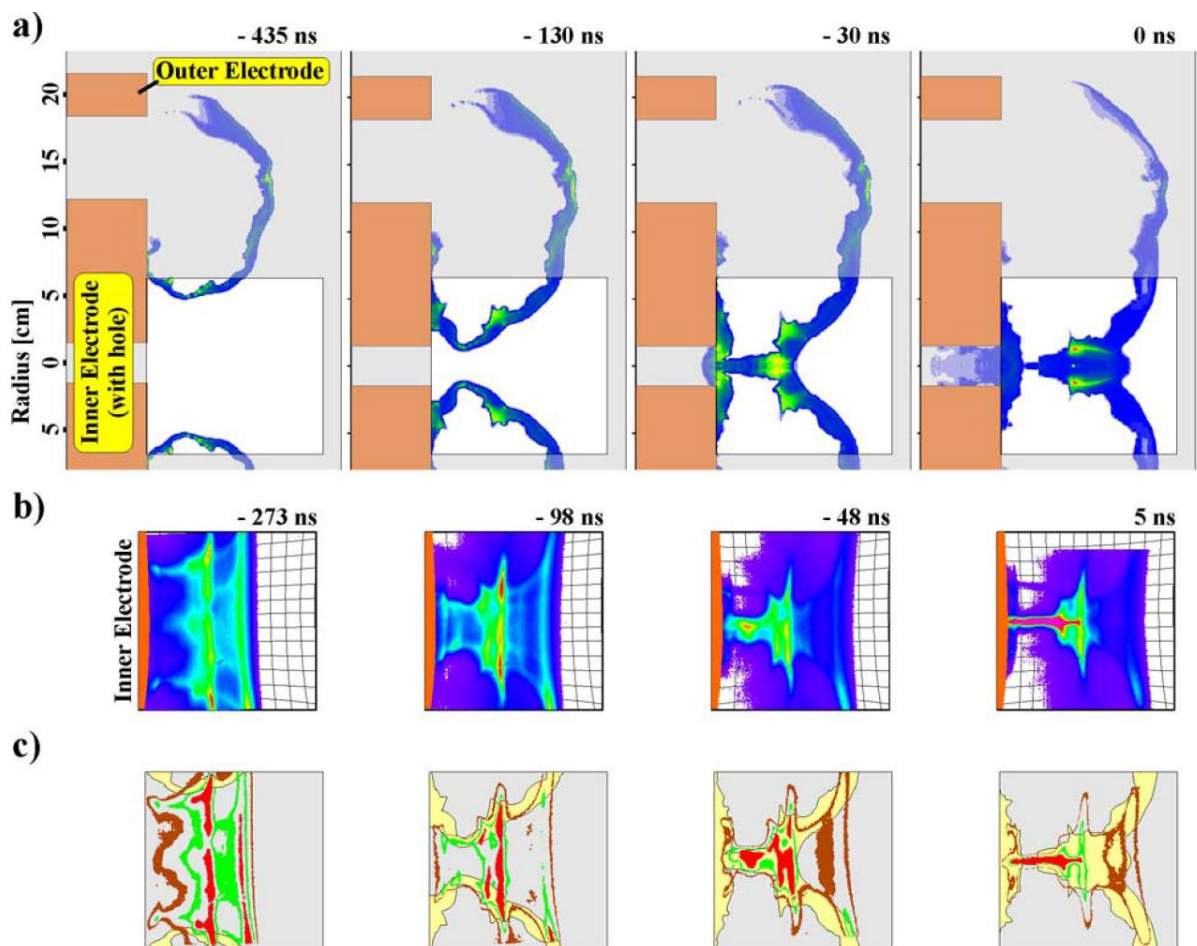 a)
- 435 ns
- 130 ns
- 30 ns
0 ns
Outer Electrode
20
15
10
5
0
5
Radius [cm]
Inner Electrode
(with hole)
b)
- 273 ns
- 98 ns
- 48 ns
5 ns
Inner Electrode
c)